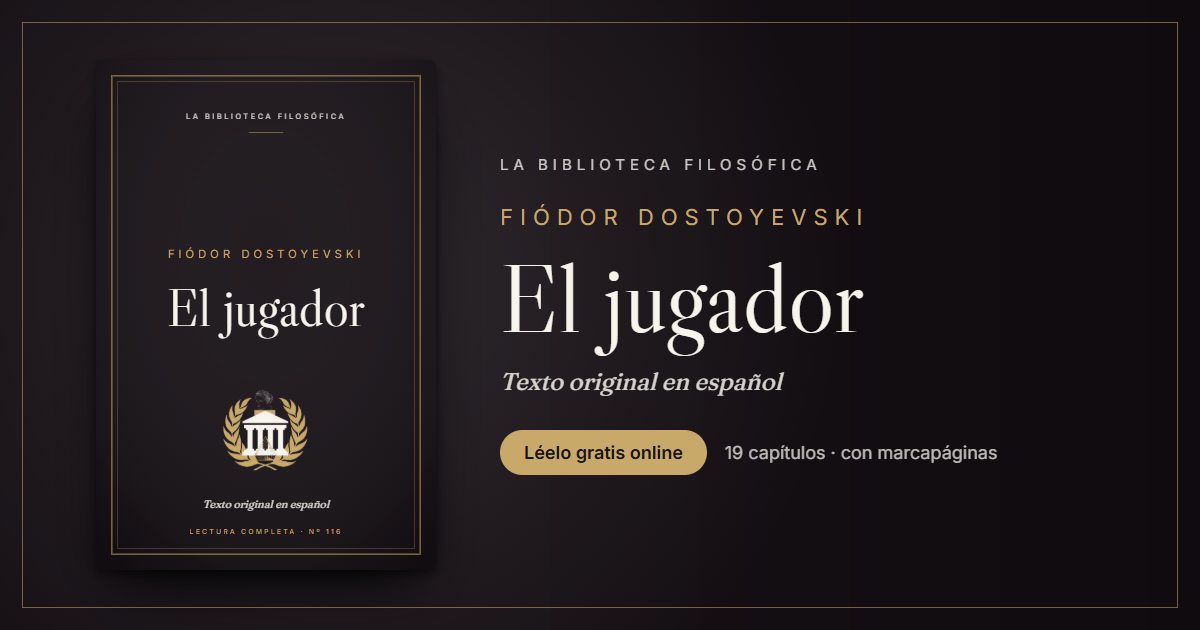 LA BIBLIOTECA FILOSÓFICA
FIÓDOR DOSTOYEVSKI
El jugador
Texto original en español
LECTURA COMPLETA · Nº 116
LA BIBLIOTECA FILOSÓFICA
FIÓDOR DOSTOYEVSKI
El jugador
Texto original en español
Léelo gratis online
19 capítulos · con marcapáginas